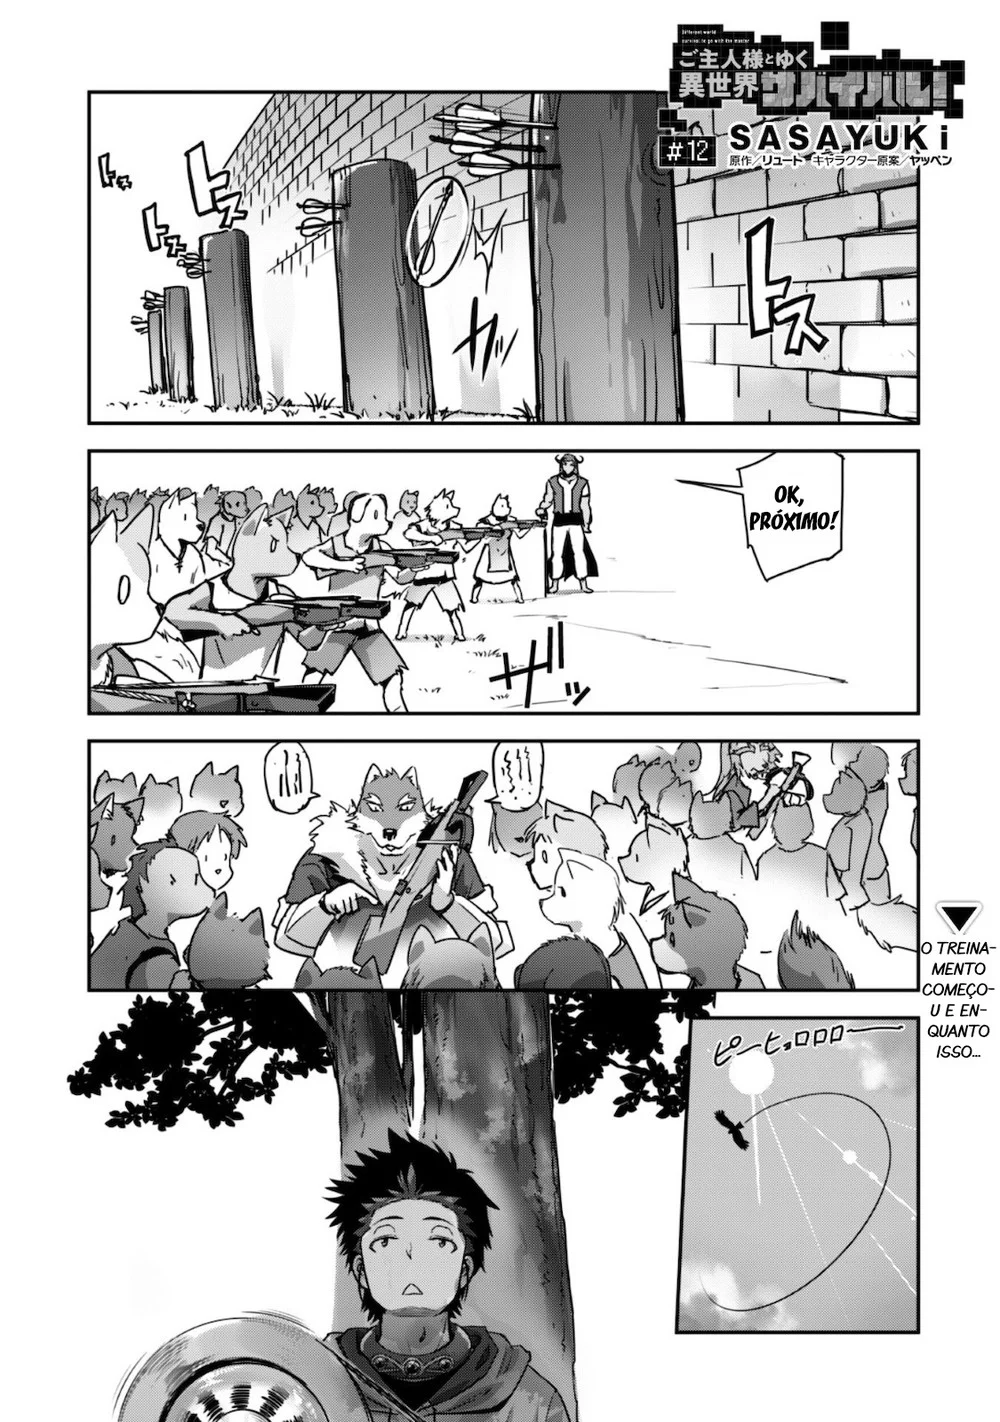 Different world
survival to go with the master
ご主人様とゆく
異世界サバイバル!
#12
SASAYUKi
原作/リュート キャラクター原案/ヤッペン
トス
トス
トス
トス
ガッ
OK,
PRÓXIMO!
ザッ
O TREINA-
MENTO
COMEÇO-
U E EN-
QUANTO
ISSO...
ピーヒョロロロー